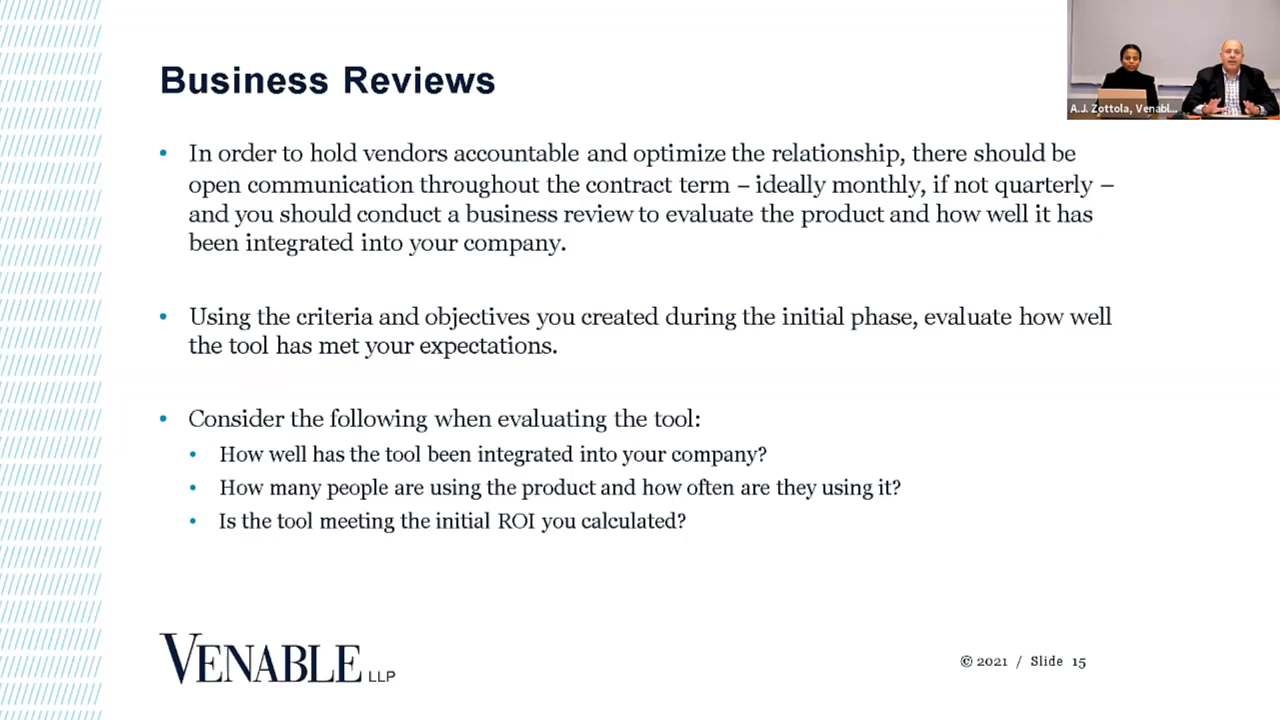 Business Reviews
A.J. Zottola, Venabl...
• In order to hold vendors accountable and optimize the relationship, there should be
open communication throughout the contract term – ideally monthly, if not quarterly –
and you should conduct a business review to evaluate the product and how well it has
been integrated into your company.
• Using the criteria and objectives you created during the initial phase, evaluate how well
the tool has met your expectations.
• Consider the following when evaluating the tool:
• How well has the tool been integrated into your company?
• How many people are using the product and how often are they using it?
• Is the tool meeting the initial ROI you calculated?
VENABLE LLP
© 2021 / Slide 15